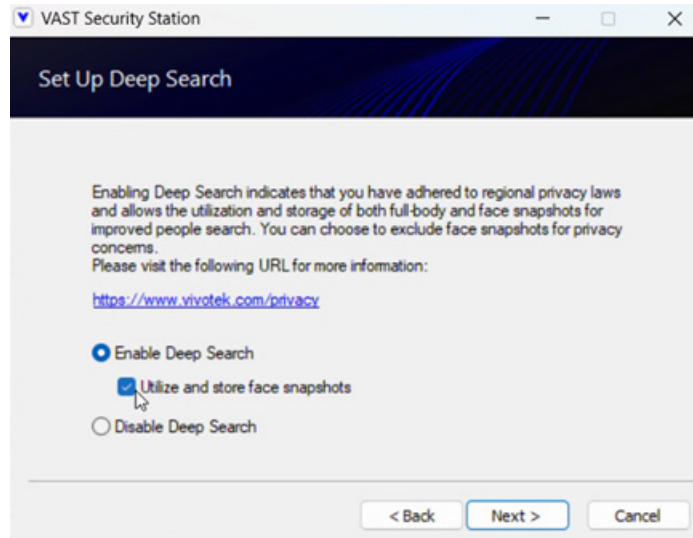 VAST Security Station
Set Up Deep Search
Enabling Deep Search indicates that you have adhered to regional privacy laws
and allows the utilization and storage of both full-body and face snapshots for
improved people search. You can choose to exclude face snapshots for privacy
concerns.
Please visit the following URL for more information:
https://www.vivotek.com/privacy
Enable Deep Search
Utilize and store face snapshots
Disable Deep Search
< Back Next > Cancel